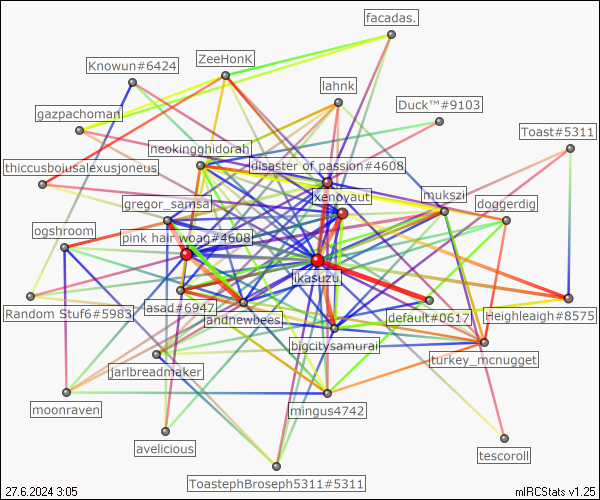 facadas.
ZeeHonK
Knowun#6424
lahnk
Duck™#9103
gazpachoman
Toast#5311
neokingghidorah
disaster of passion#4608
thiccusboiusalexusjoneus
xenoyaut
mukszi
gregor_samsa
doggerdig
ogshroom
pink hair woag#4608
ikasuzu
Random Stuf6#5983
asad#6947
andnewbees
default#0617
Heighleaigh#8575
bigcitysamurai
turkey_mcnugget
jarlbreadmaker
moonraven
mingus4742
avelicious
tescoroll
ToastephBroseph5311#5311
27.6.2024 3:05
mIRCStats v1.25